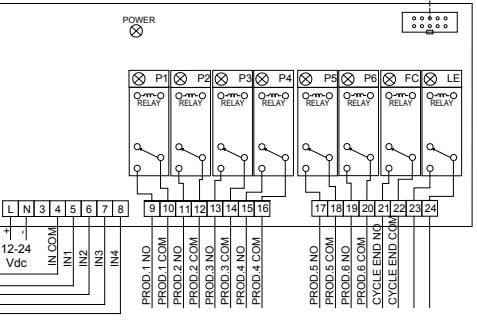 POWER
P1 P2 P3 P4 P5 P6 FC LE
RELAY RELAY RELAY RELAY RELAY RELAY RELAY RELAY
L N 3 4 5 6 7 8 9 10 11 12 13 14 15 16 17 18 19 20 21 22 23 24
+ -
12-24
Vdc
IN COM
IN1
IN2
IN3
IN4
PROD.1 NO
PROD.1 COM
PROD.2 NO
PROD.2 COM
PROD.3 NO
PROD.3 COM
PROD.4 NO
PROD.4 COM
PROD.5 NO
PROD.5 COM
PROD.6 NO
PROD.6 COM
CYCLE END NO
CYCLE END COM